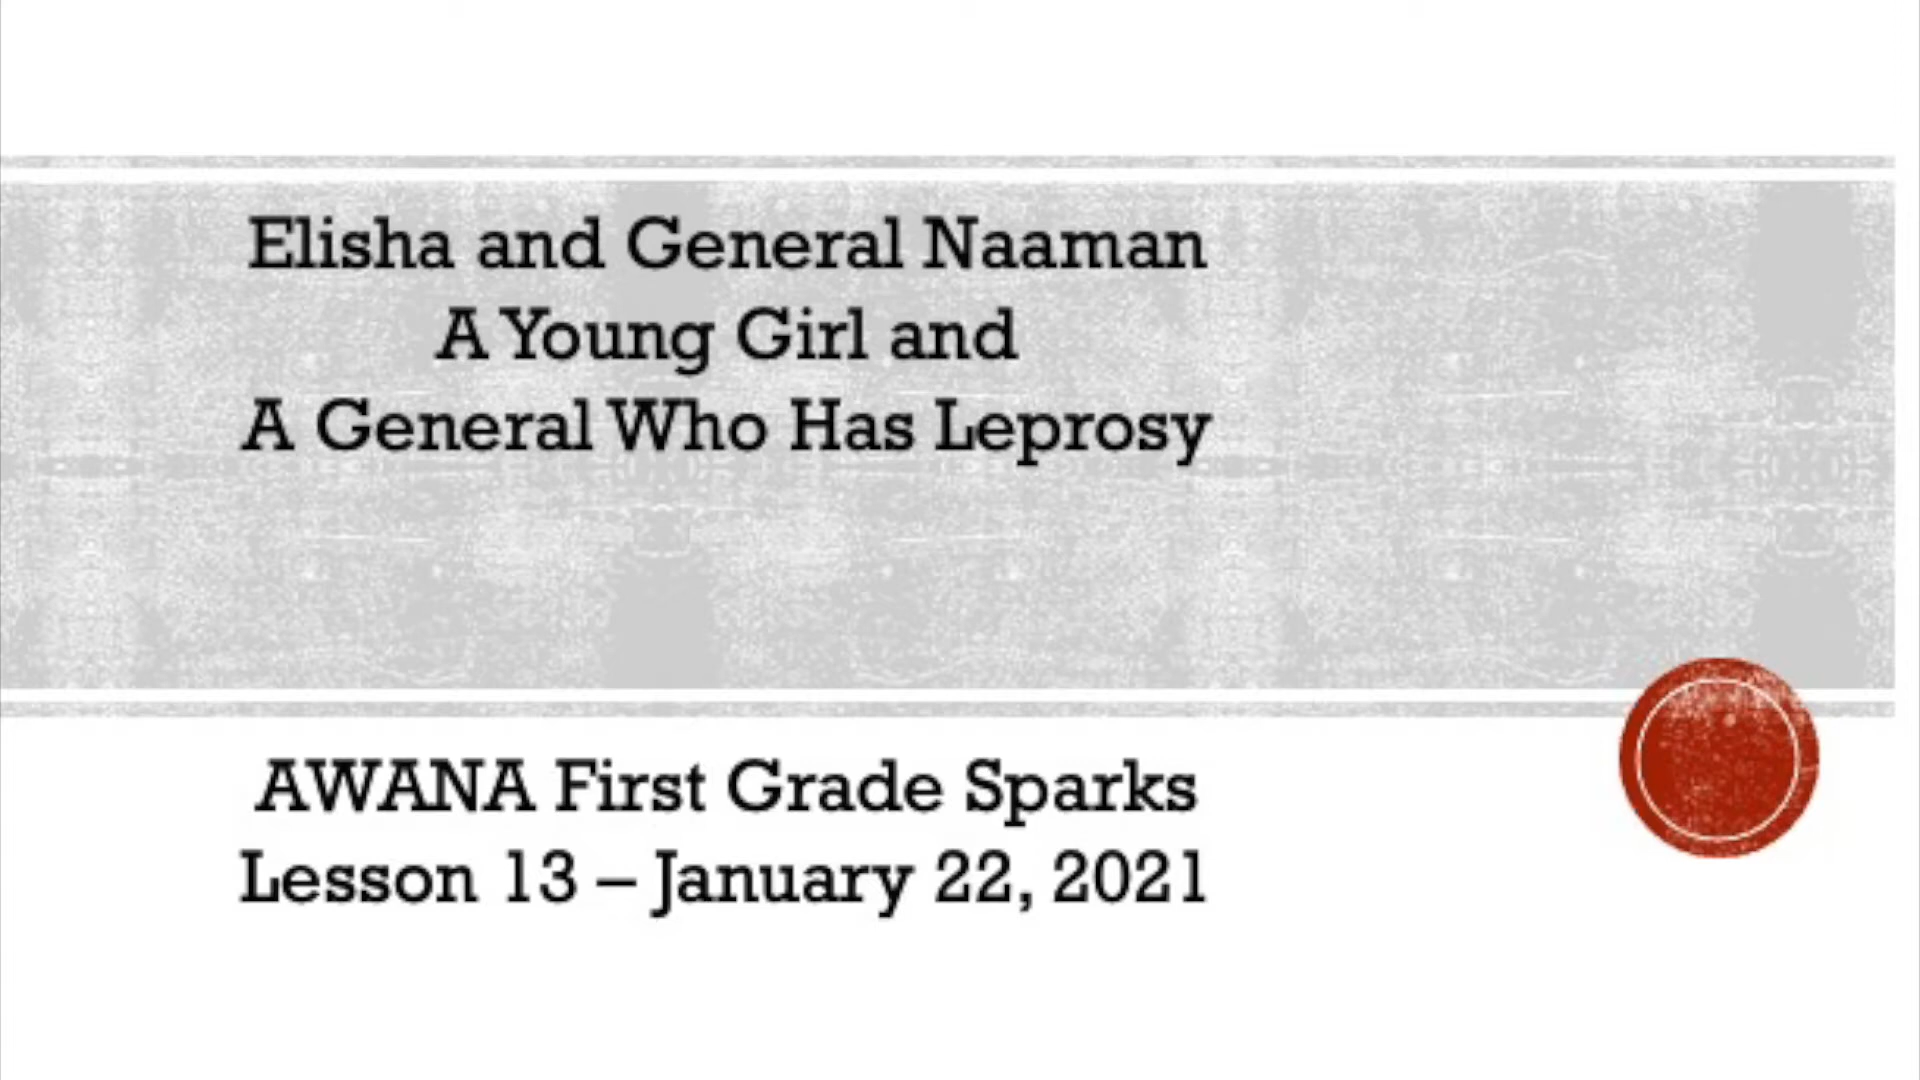 Elisha and General Naaman
A Young Girl and
A General Who Has Leprosy
AWANA First Grade Sparks
Lesson 13 – January 22, 2021